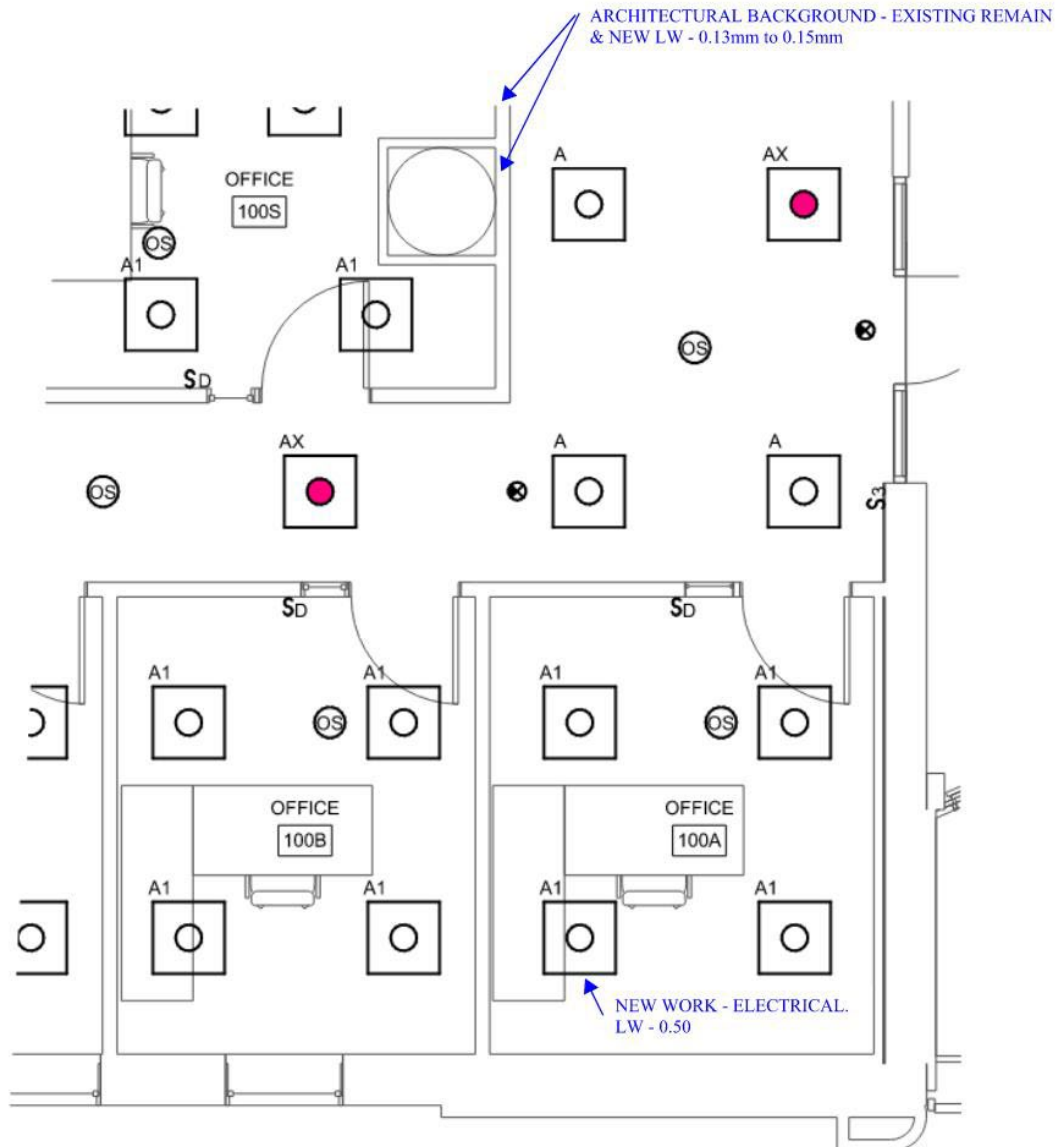 ARCHITECTURAL BACKGROUND - EXISTING REMAIN
& NEW LW - 0.13mm to 0.15mm
A
AX
OFFICE
100S
OS
A1
A1
OS
SD
AX
A
A
OS
S3
SD
SD
A1
A1
A1
A1
OS
OS
OFFICE
100B
OFFICE
100A
A1
A1
A1
A1
NEW WORK - ELECTRICAL.
LW - 0.50